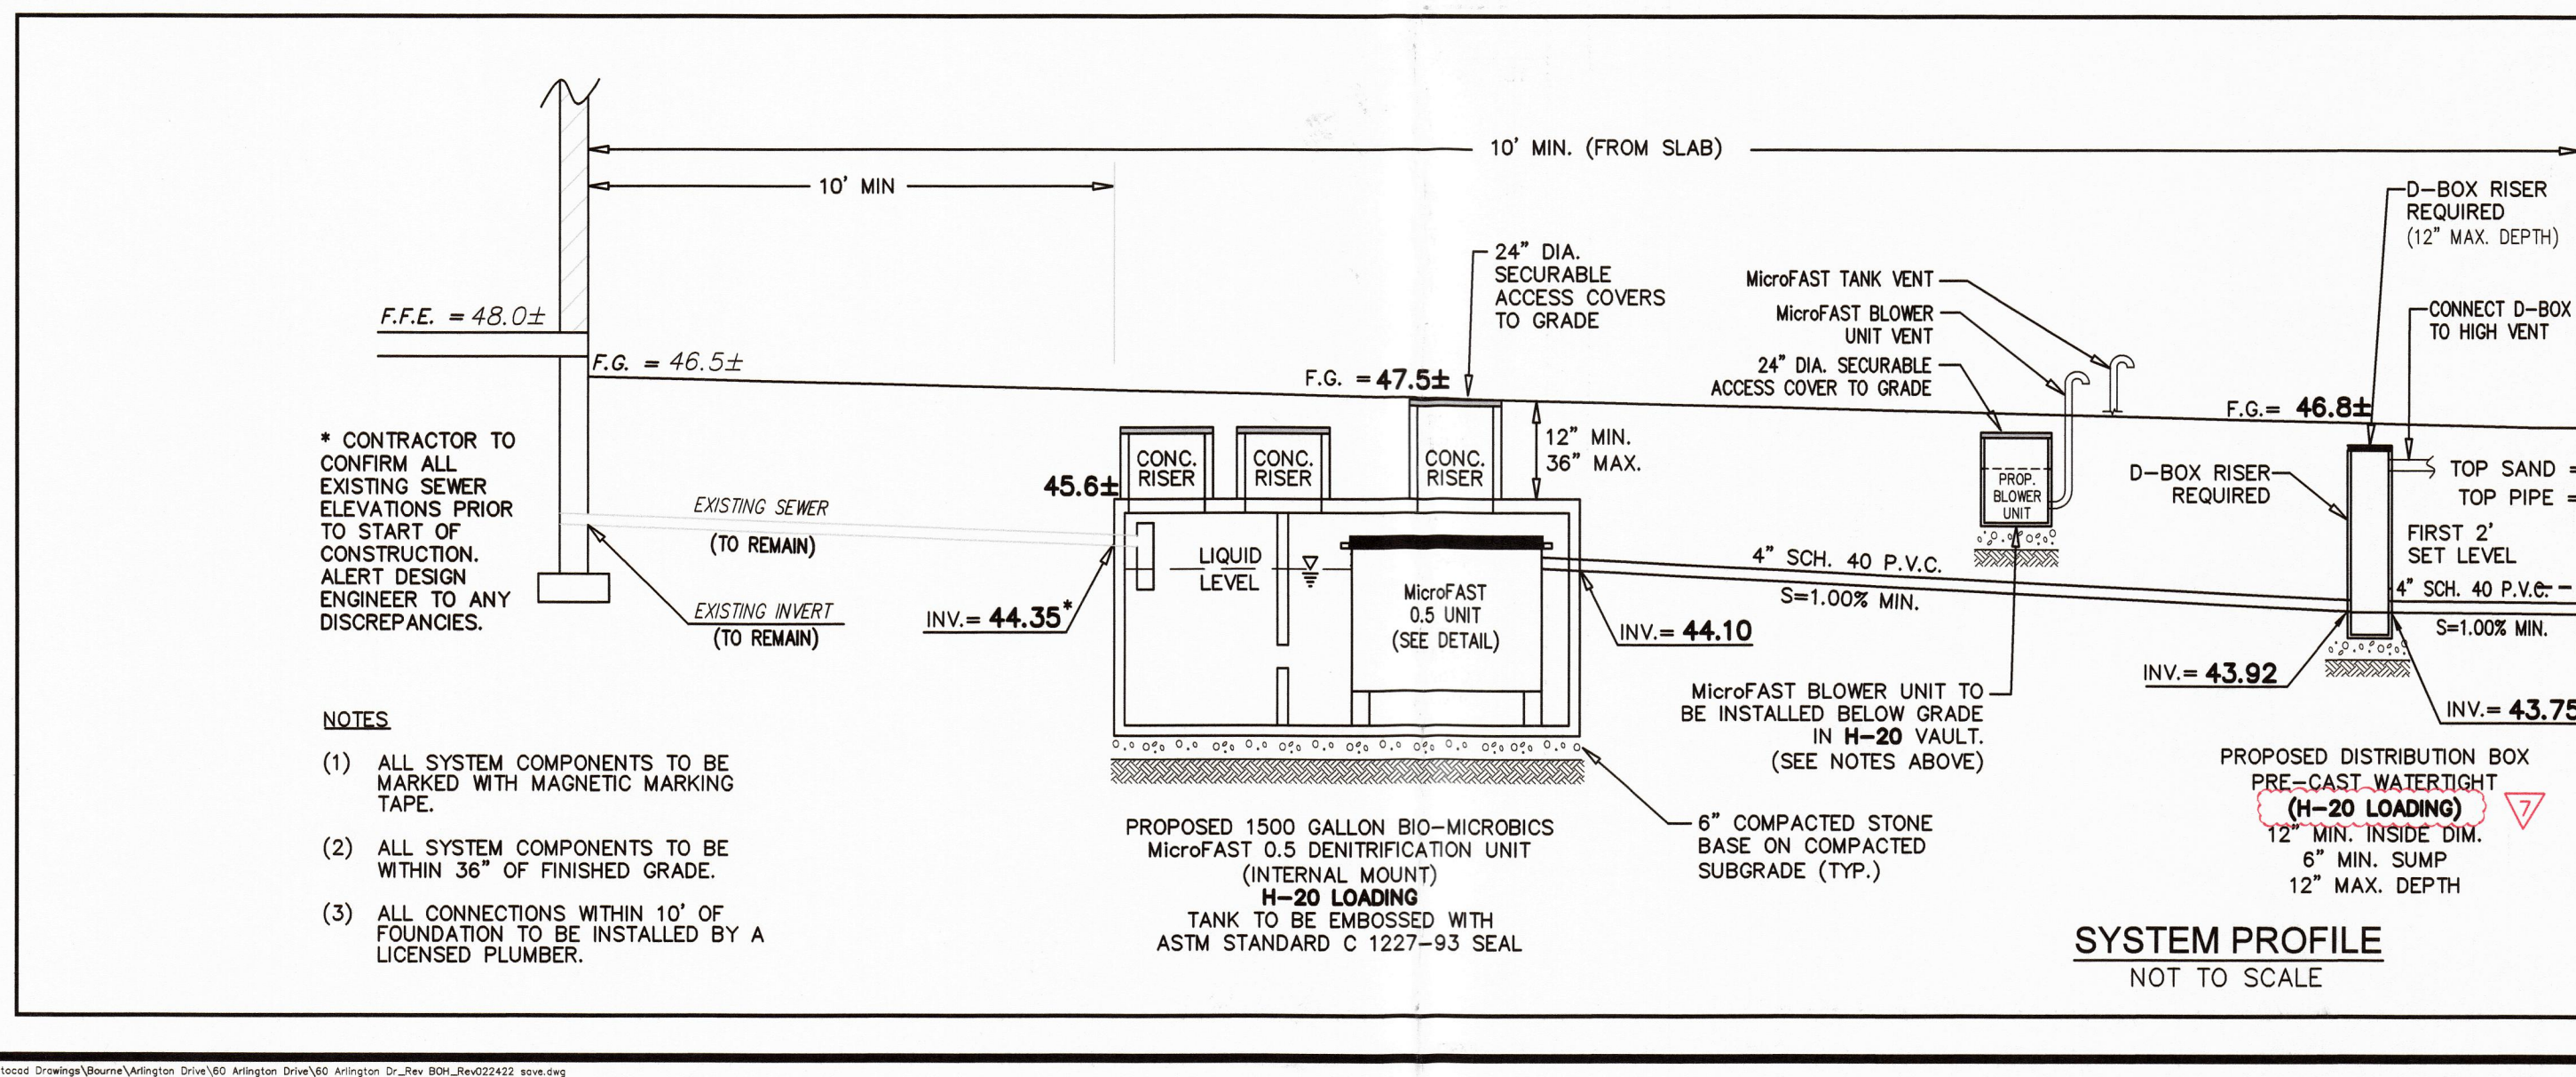 10' MIN. (FROM SLAB)
10' MIN
D-BOX RISER
REQUIRED
(12" MAX. DEPTH)
24" DIA.
SECURABLE
ACCESS COVERS
TO GRADE
MicroFAST TANK VENT
MicroFAST BLOWER
UNIT VENT
24" DIA. SECURABLE
ACCESS COVER TO GRADE
CONNECT D-BOX
TO HIGH VENT
F.F.E. = 48.0±
F.G. = 46.5±
F.G. = 47.5±
F.G.= 46.8±
* CONTRACTOR TO
CONFIRM ALL
EXISTING SEWER
ELEVATIONS PRIOR
TO START OF
CONSTRUCTION.
ALERT DESIGN
ENGINEER TO ANY
DISCREPANCIES.
12" MIN.
36" MAX.
CONC.
RISER
CONC.
RISER
CONC.
RISER
45.6±
EXISTING SEWER
(TO REMAIN)
EXISTING INVERT
(TO REMAIN)
INV.= 44.35*
LIQUID
LEVEL
MicroFAST
0.5 UNIT
(SEE DETAIL)
4" SCH. 40 P.V.C.
S=1.00% MIN.
INV.= 44.10
PROP.
BLOWER
UNIT
D-BOX RISER
REQUIRED
TOP SAND =
TOP PIPE =
FIRST 2'
SET LEVEL
4" SCH. 40 P.V.C.
S=1.00% MIN.
INV.= 43.92
INV.= 43.75
MicroFAST BLOWER UNIT TO
BE INSTALLED BELOW GRADE
IN H-20 VAULT.
(SEE NOTES ABOVE)
NOTES
(1) ALL SYSTEM COMPONENTS TO BE
MARKED WITH MAGNETIC MARKING
TAPE.
(2) ALL SYSTEM COMPONENTS TO BE
WITHIN 36" OF FINISHED GRADE.
(3) ALL CONNECTIONS WITHIN 10' OF
FOUNDATION TO BE INSTALLED BY A
LICENSED PLUMBER.
PROPOSED 1500 GALLON BIO-MICROBICS
MicroFAST 0.5 DENITRIFICATION UNIT
(INTERNAL MOUNT)
H-20 LOADING
TANK TO BE EMBOSSED WITH
ASTM STANDARD C 1227-93 SEAL
6" COMPACTED STONE
BASE ON COMPACTED
SUBGRADE (TYP.)
PROPOSED DISTRIBUTION BOX
PRE-CAST WATERTIGHT
(H-20 LOADING)
7
12" MIN. INSIDE DIM.
6" MIN. SUMP
12" MAX. DEPTH
SYSTEM PROFILE
NOT TO SCALE
tocad Drawings\Bourne\Arlington Drive\60 Arlington Drive\60 Arlington Dr_Rev BOH_Rev022422 save.dwg